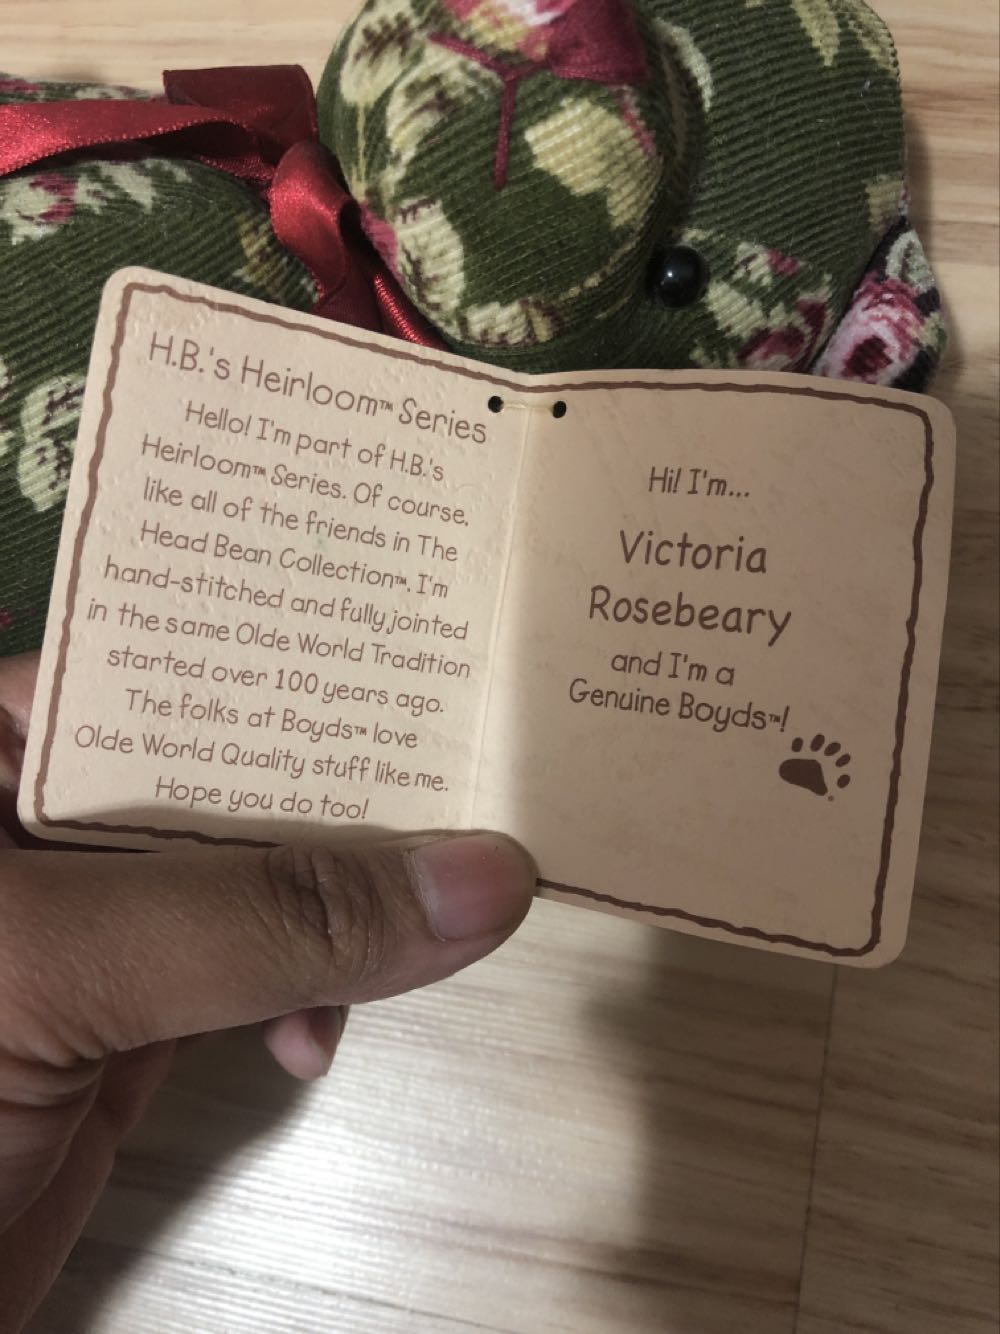 H.B.'s Heirloom™ Series
Hello! I'm part of H.B.'s
Heirloom™ Series. Of course,
like all of the friends in The
Head Bean Collection™, I'm
hand-stitched and fully jointed
in the same Olde World Tradition
started over 100 years ago.
The folks at Boyds™ love
Olde World Quality stuff like me.
Hope you do too!
Hi! I'm...
Victoria
Rosebeary
and I'm a
Genuine Boyds™!